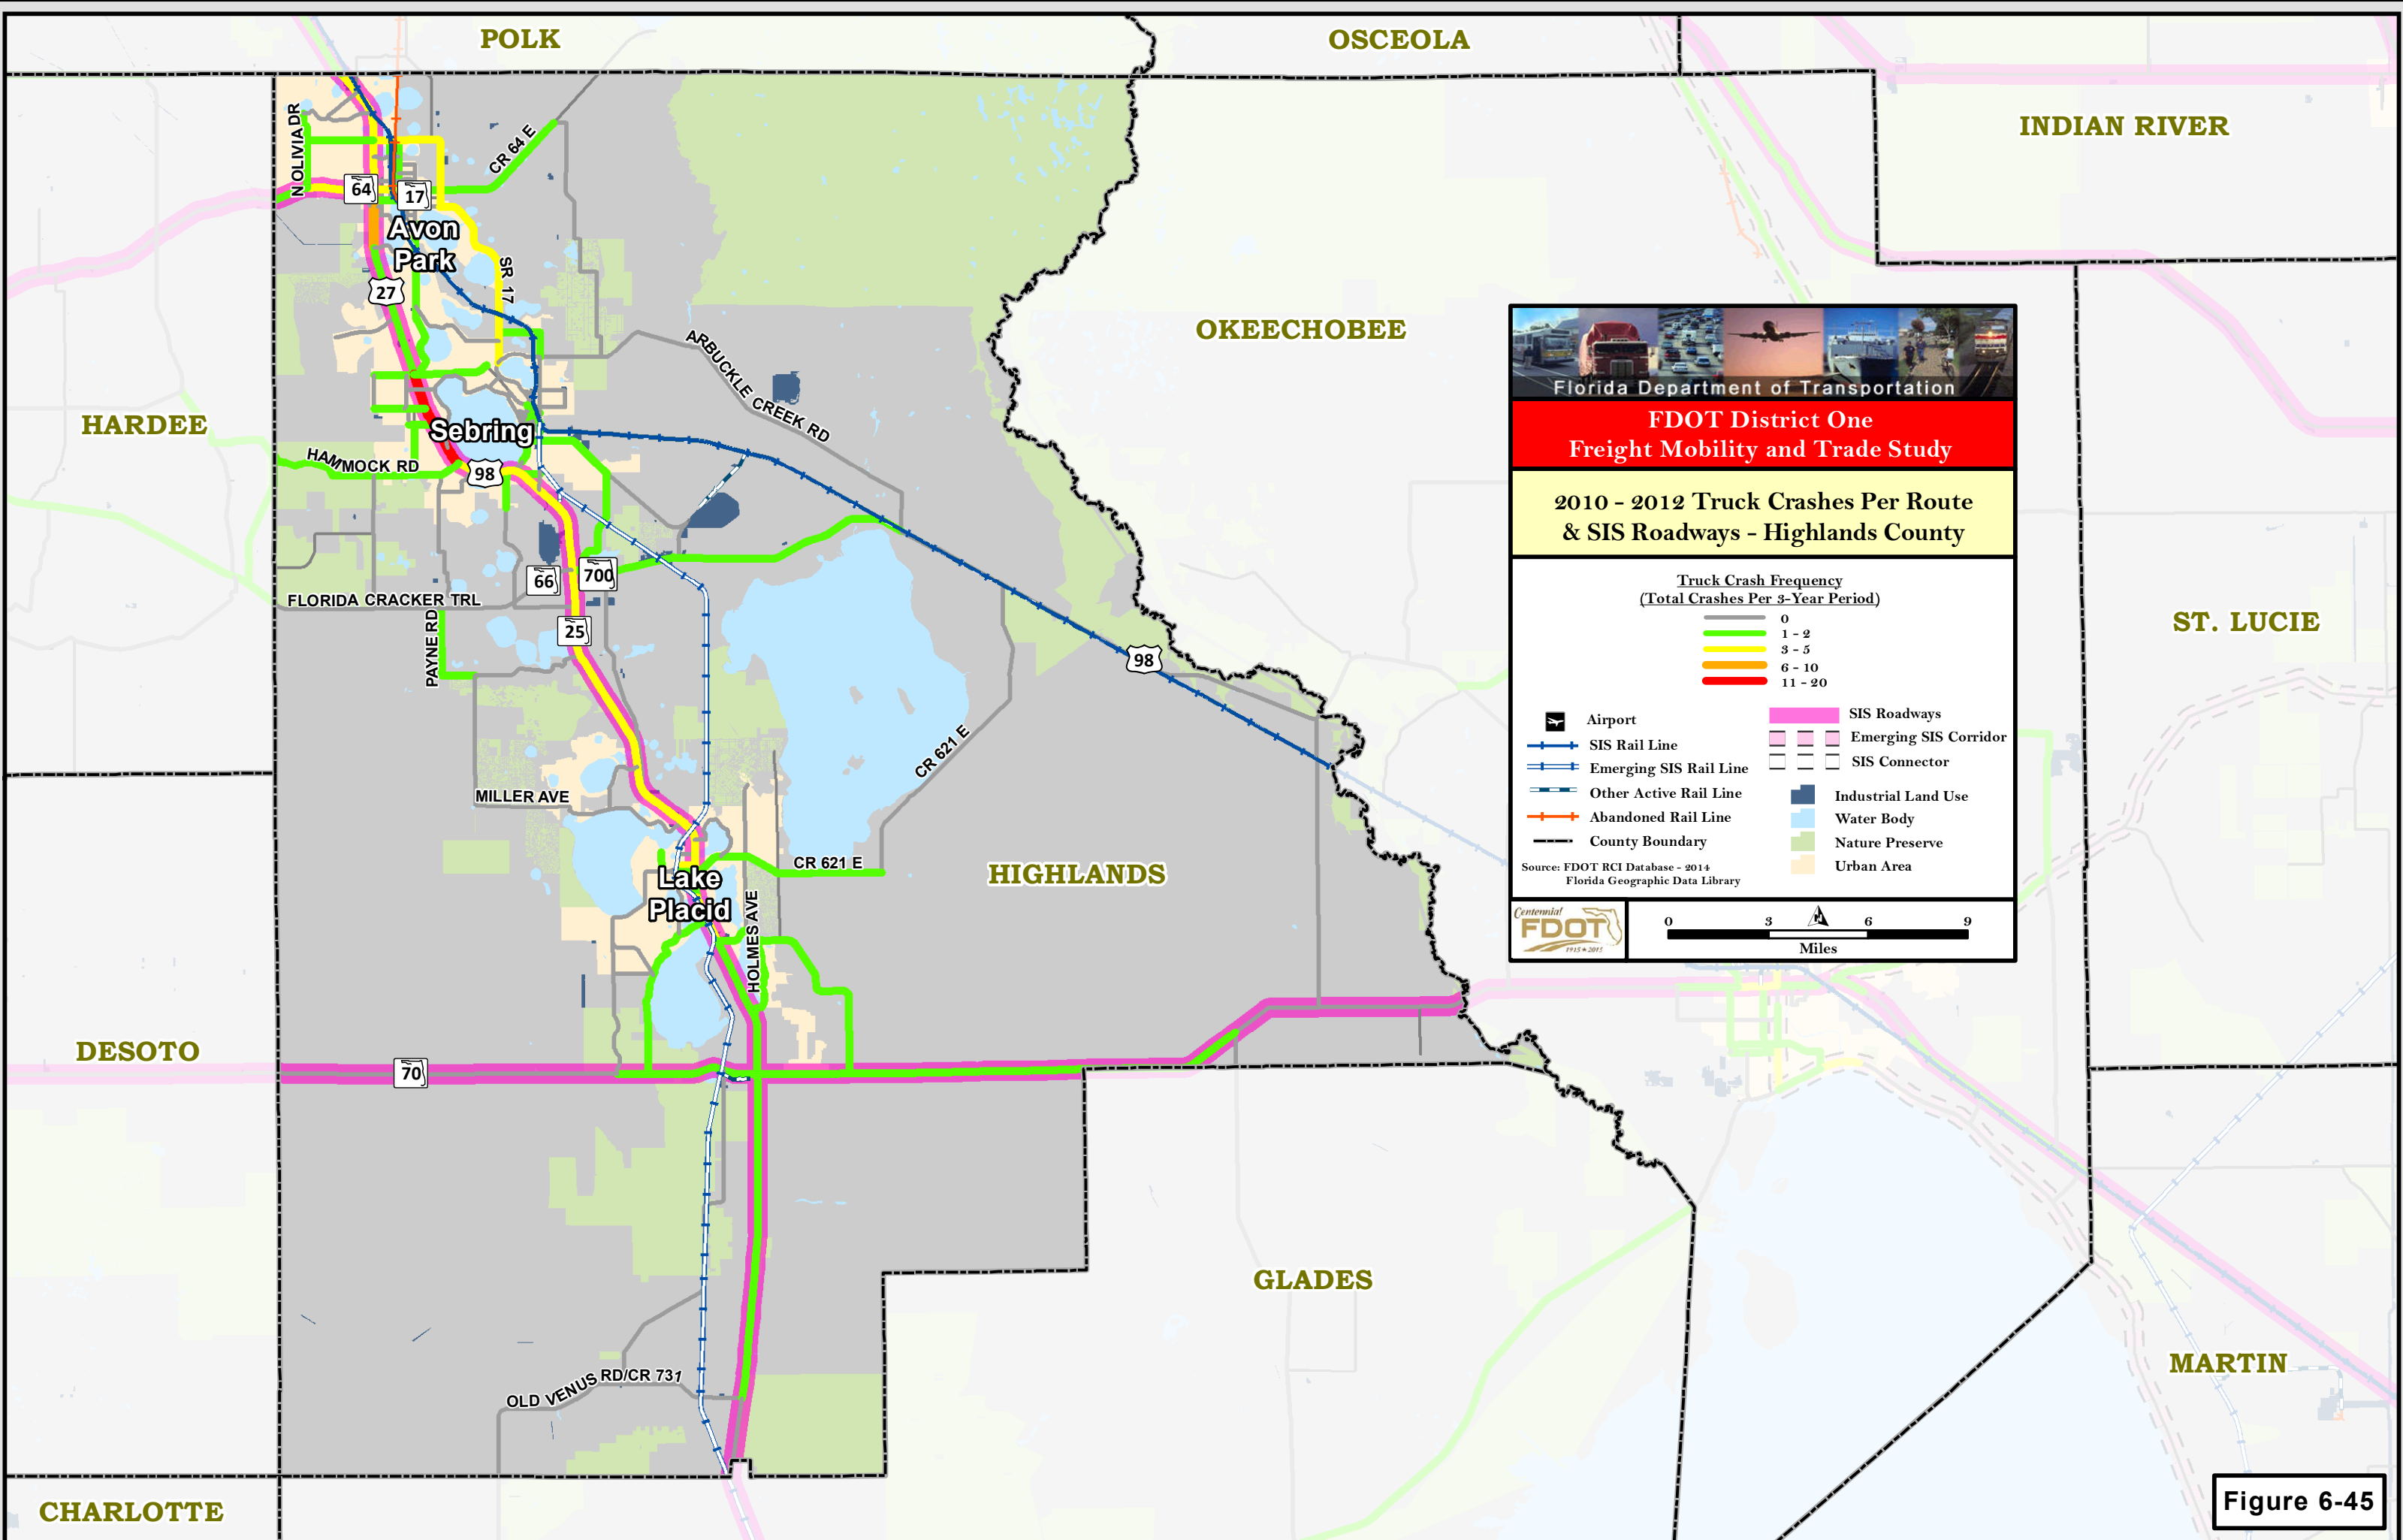 POLK
OSCEOLA
INDIAN RIVER
N OLIVIA DR
CR 64 E
64
17
Avon
Park
SR 17
27
OKEECHOBEE
ARBUCKLE CREEK RD
HARDEE
Sebring
HAMMOCK RD
98
66
700
FLORIDA CRACKER TRL
25
PAYNE RD
98
ST. LUCIE
CR 621 E
MILLER AVE
CR 621 E
HIGHLANDS
Lake
Placid
HOLMES AVE
DESOTO
70
GLADES
OLD VENUS RD/CR 731
MARTIN
CHARLOTTE
Florida Department of Transportation
FDOT District One
Freight Mobility and Trade Study
2010 - 2012 Truck Crashes Per Route
& SIS Roadways - Highlands County
Truck Crash Frequency
(Total Crashes Per 3-Year Period)
0
1 - 2
3 - 5
6 - 10
11 - 20
Airport
SIS Rail Line
Emerging SIS Rail Line
Other Active Rail Line
Abandoned Rail Line
County Boundary
SIS Roadways
Emerging SIS Corridor
SIS Connector
Industrial Land Use
Water Body
Nature Preserve
Urban Area
Source: FDOT RCI Database - 2014
Florida Geographic Data Library
Centennial
FDOT
1915★2015
0 3 N 6 9
Miles
Figure 6-45